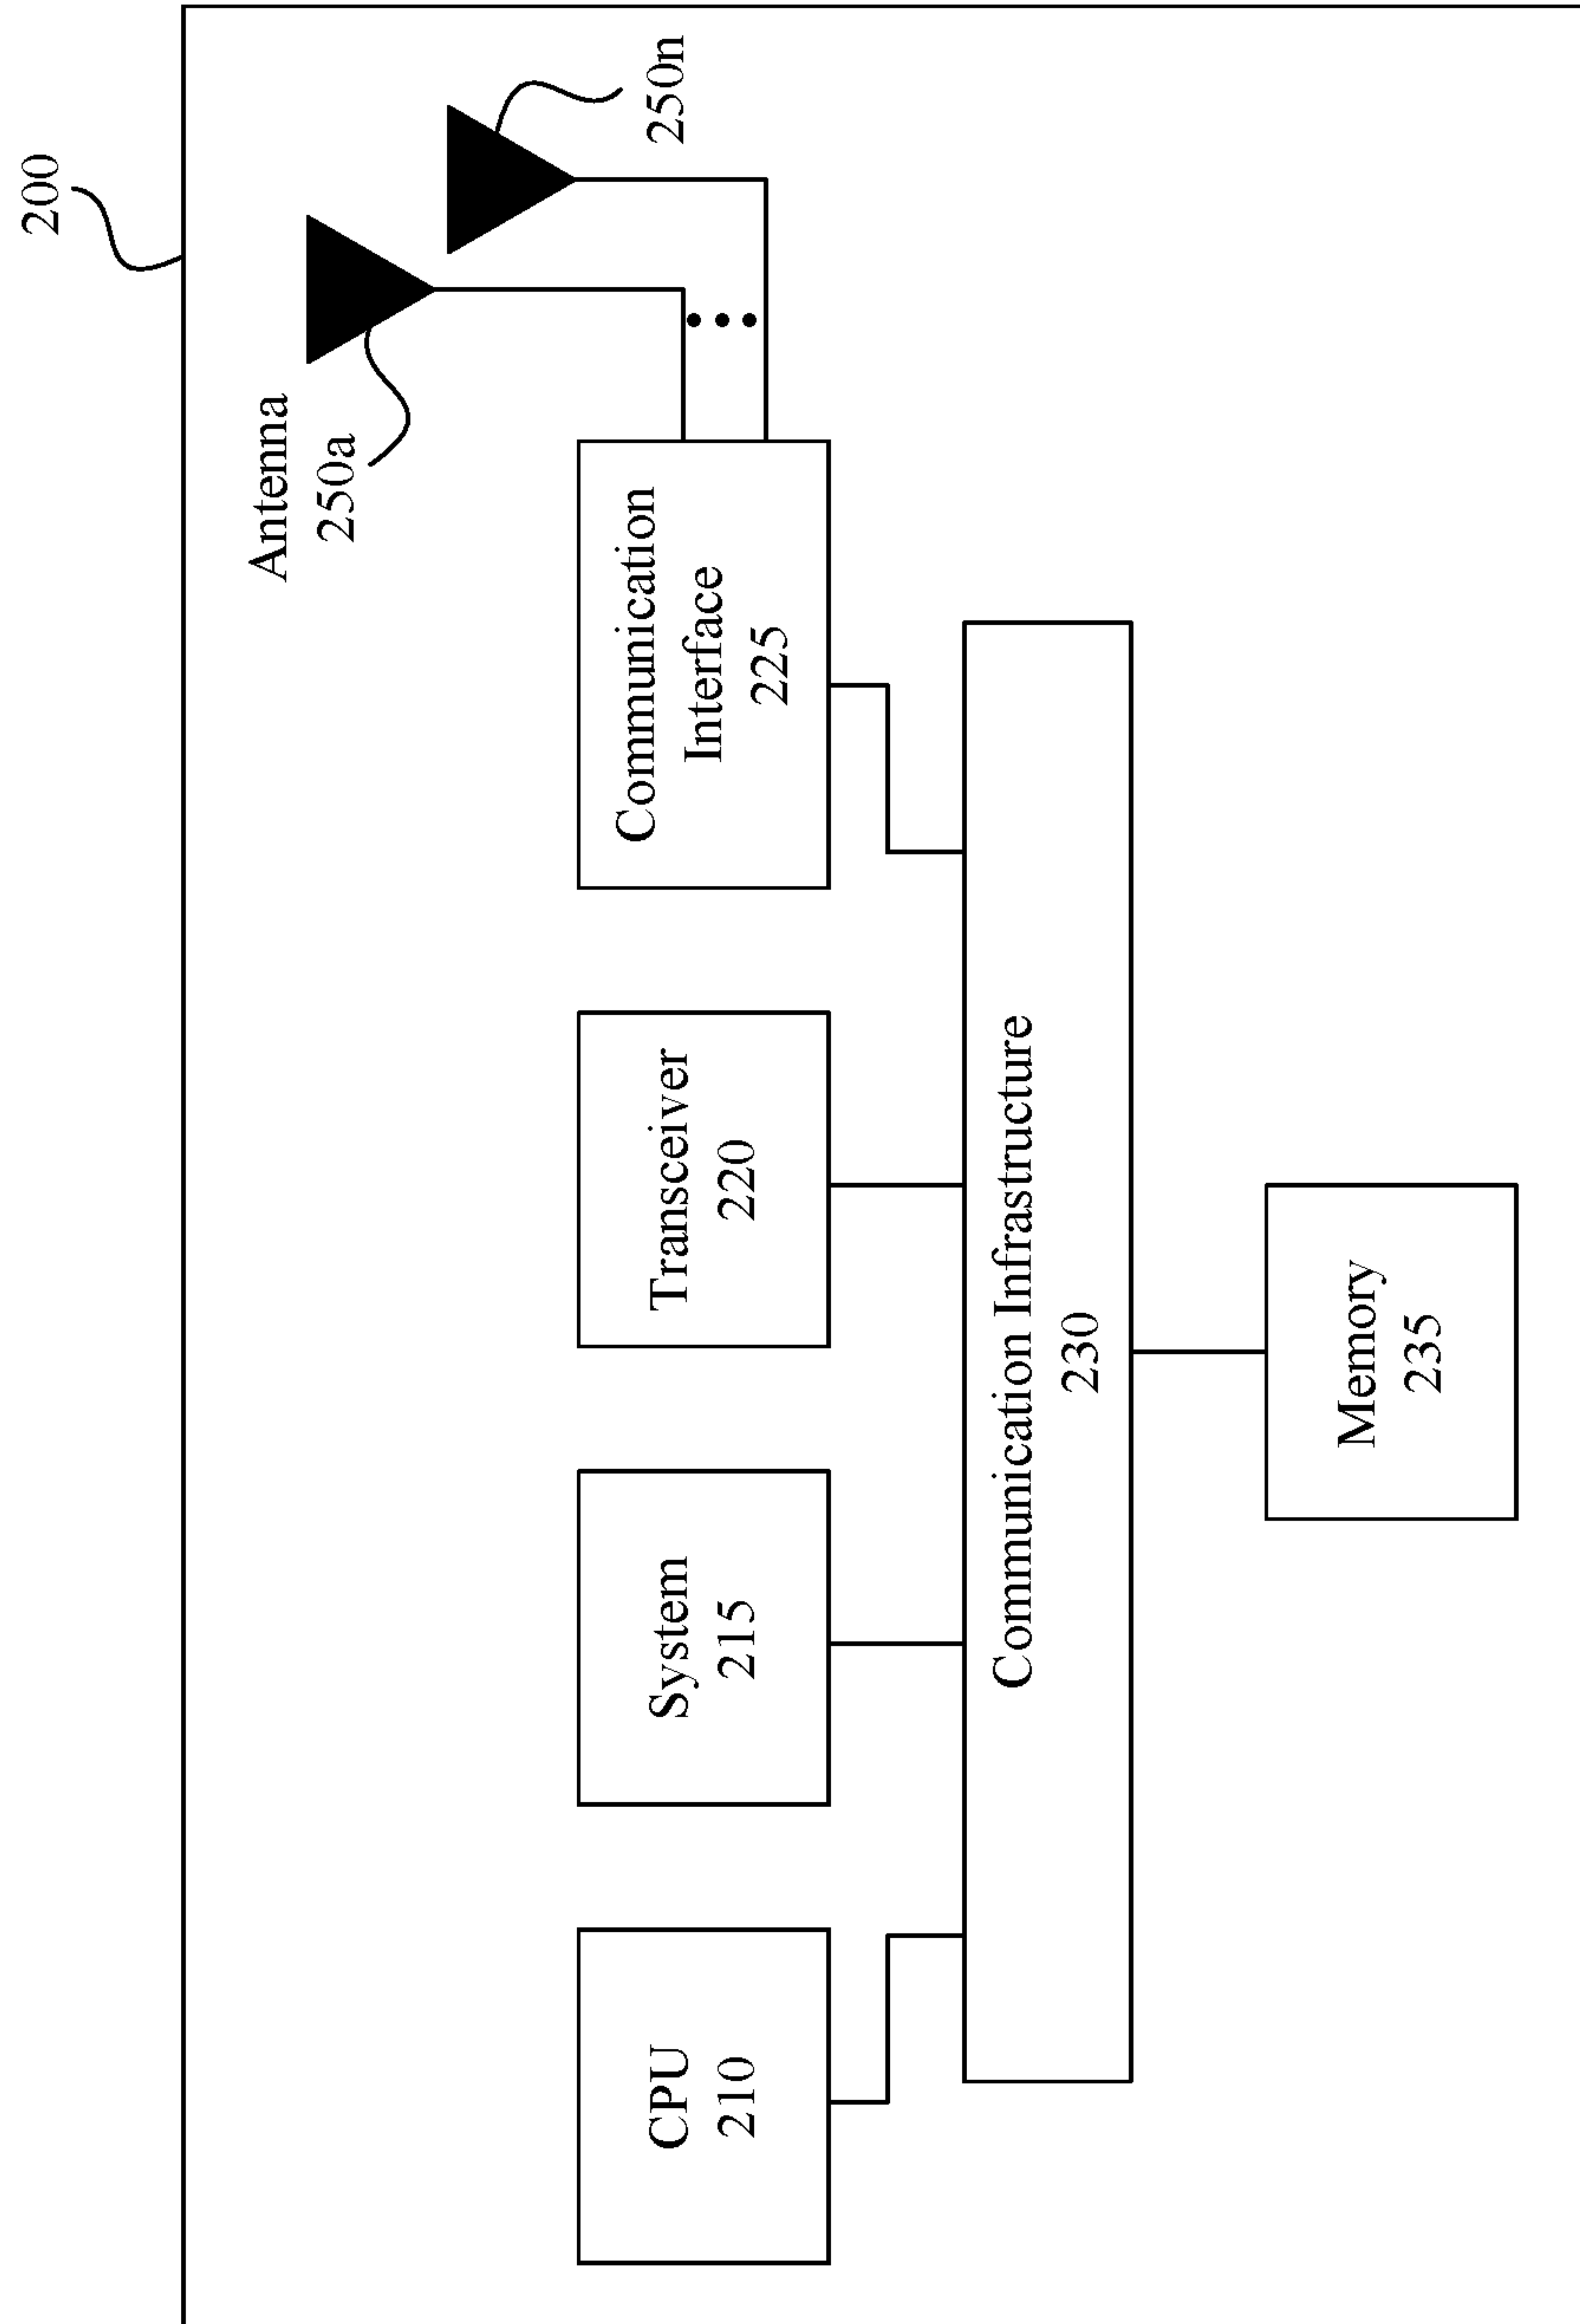 200
Antenna
250a
250n
CPU
210
System
215
Transceiver
220
Communication
Interface
225
Communication Infrastructure
230
Memory
235